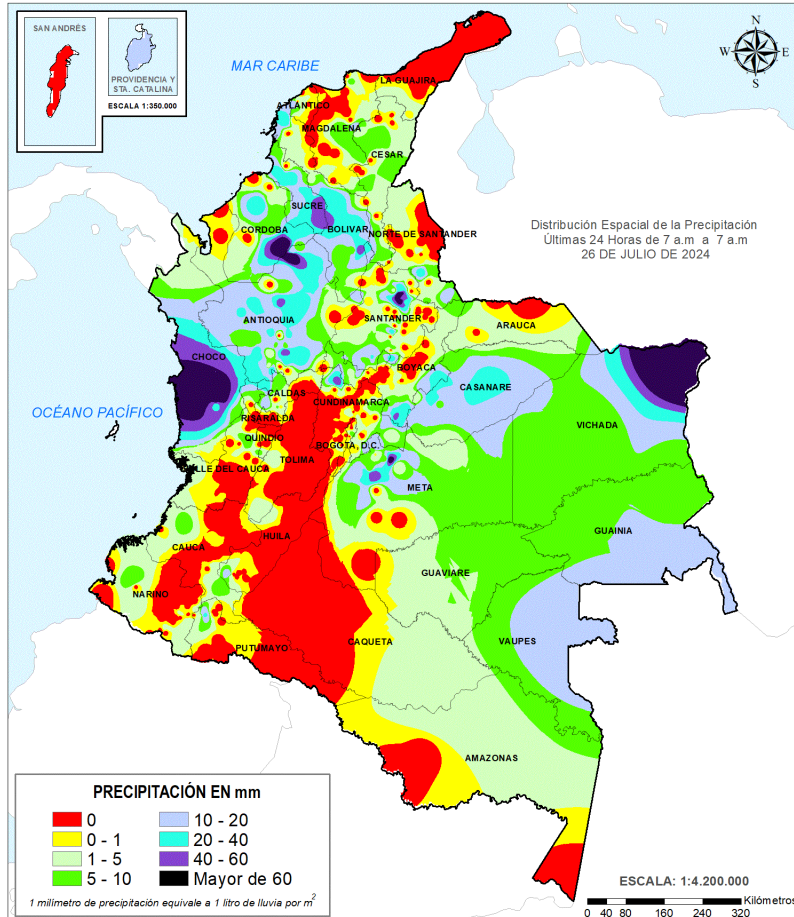 SAN ANDRÉS
PROVIDENCIA Y
STA. CATALINA
ESCALA 1:350.000
MAR CARIBE
N
W
E
S
LA GUAJIRA
ATLANTICO
MAGDALENA
CESAR
SUCRE
CORDOBA
BOLIVAR
NORTE DE SANTANDER
Distribución Espacial de la Precipitación
Últimas 24 Horas de 7 a.m a 7 a.m
26 DE JULIO DE 2024
ANTIOQUIA
SANTANDER
ARAUCA
CHOCO
BOYACA
CASANARE
OCÉANO PACÍFICO
CALDAS
CUNDINAMARCA
RISARALDA
VICHADA
QUINDIO
BOGOTA, D.C.
TOLIMA
VALLE DEL CAUCA
META
GUAINIA
CAUCA
HUILA
GUAVIARE
NARIÑO
VAUPES
PUTUMAYO
CAQUETA
AMAZONAS
PRECIPITACIÓN EN mm
0
10 - 20
0 - 1
20 - 40
1 - 5
40 - 60
5 - 10
Mayor de 60
1 milímetro de precipitación equivale a 1 litro de lluvia por m2
ESCALA: 1:4.200.000
Kilómetros
0 40 80 160 240 320